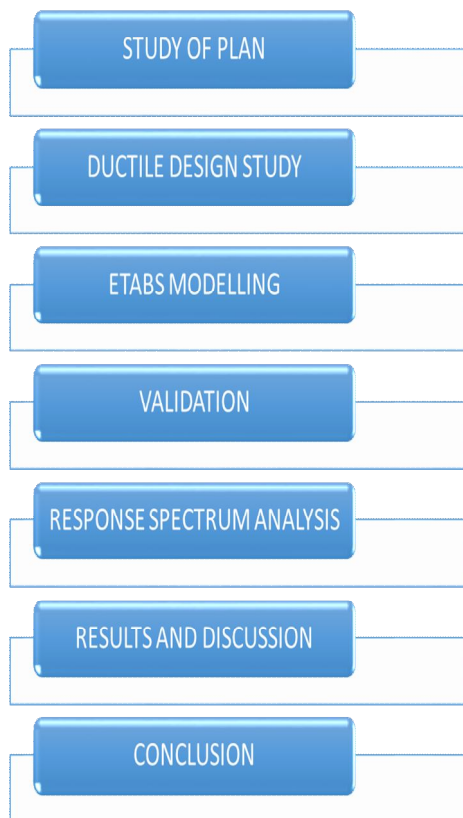 STUDY OF PLAN
DUCTILE DESIGN STUDY
ETABS MODELLING
VALIDATION
RESPONSE SPECTRUM ANALYSIS
RESULTS AND DISCUSSION
CONCLUSION